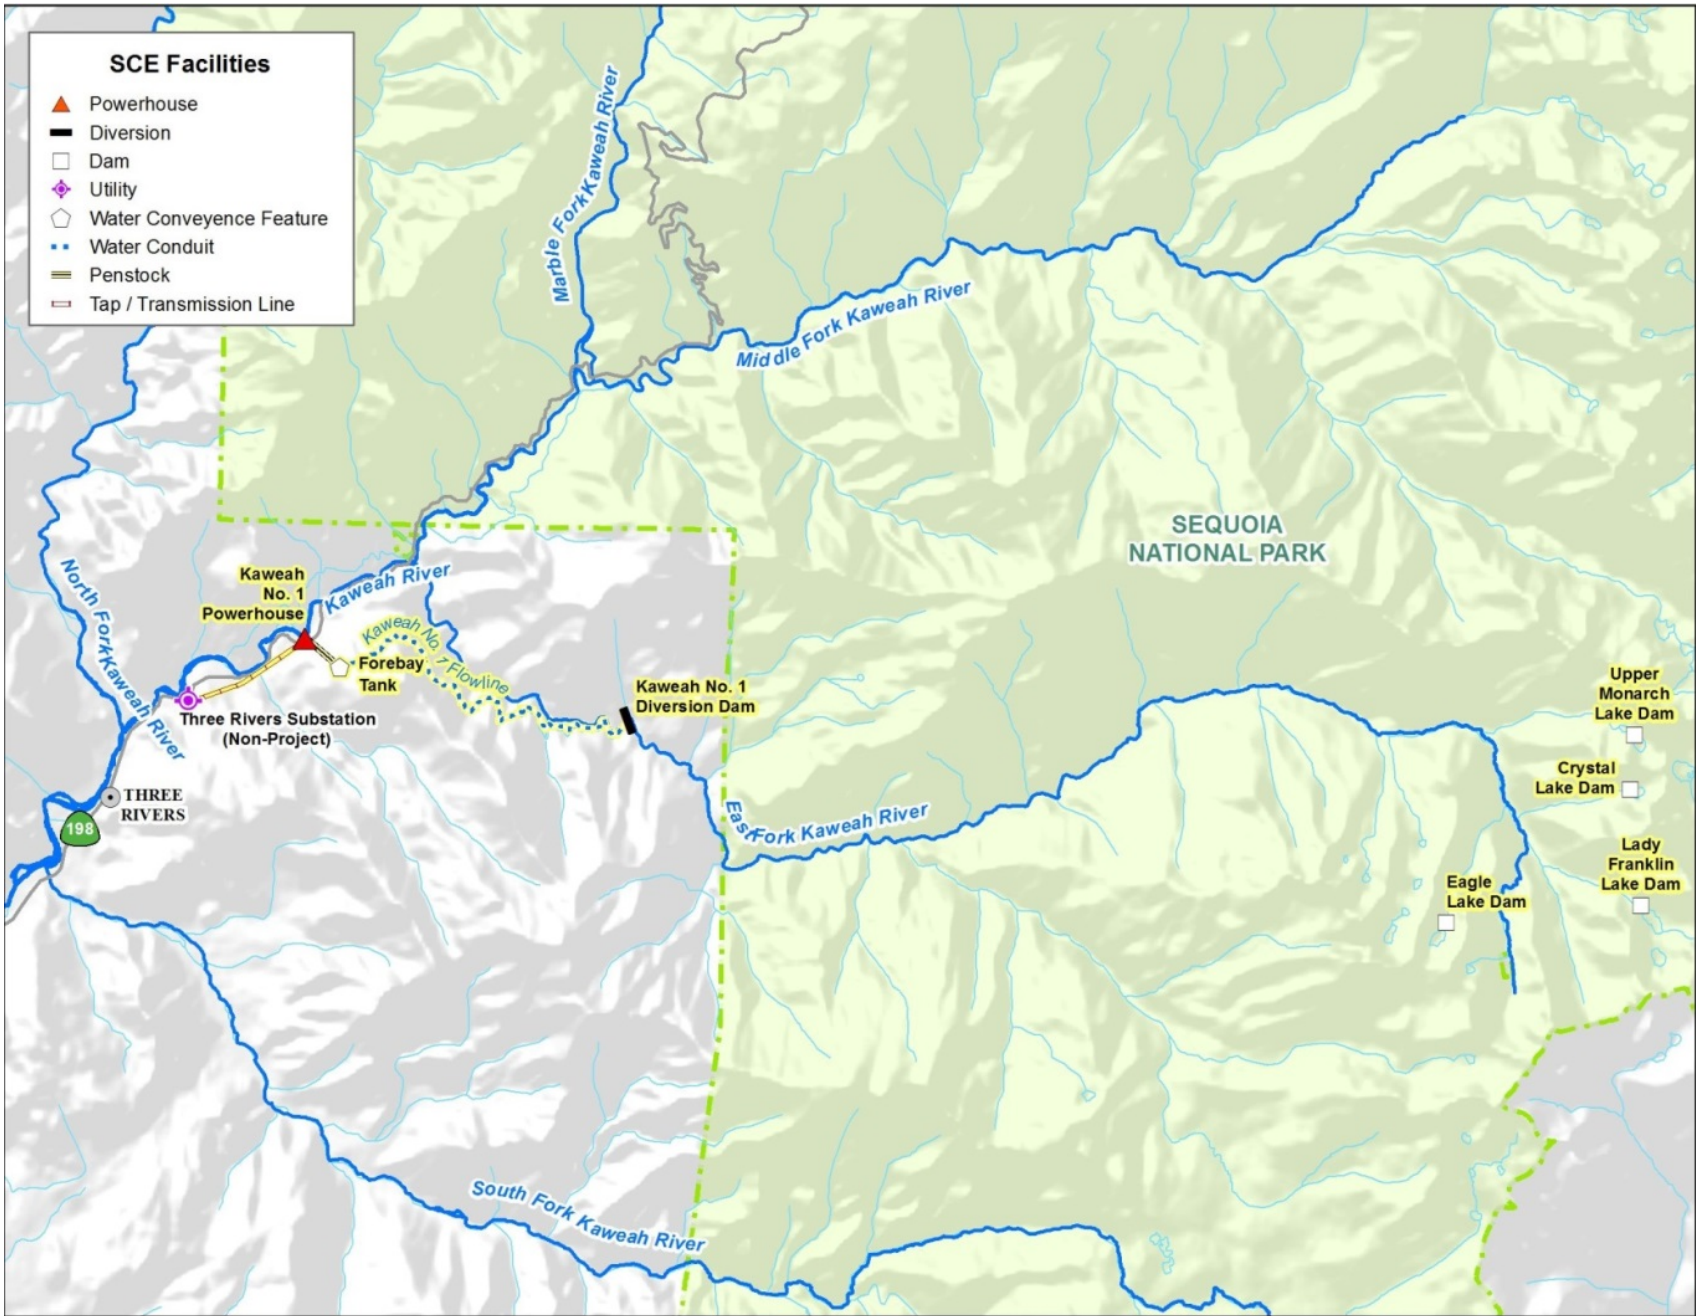 SCE Facilities
Powerhouse
Diversion
Dam
Utility
Water Conveyence Feature
Water Conduit
Penstock
Tap / Transmission Line
Marble Fork Kaweah River
Middle Fork Kaweah River
SEQUOIA
NATIONAL PARK
North Fork Kaweah River
Kaweah
No. 1
Powerhouse
Kaweah River
Kaweah No. 1 Flowline
Forebay
Tank
Kaweah No. 1
Diversion Dam
Three Rivers Substation
(Non-Project)
THREE
RIVERS
198
East Fork Kaweah River
Upper
Monarch
Lake Dam
Crystal
Lake Dam
Lady
Franklin
Lake Dam
Eagle
Lake Dam
South Fork Kaweah River